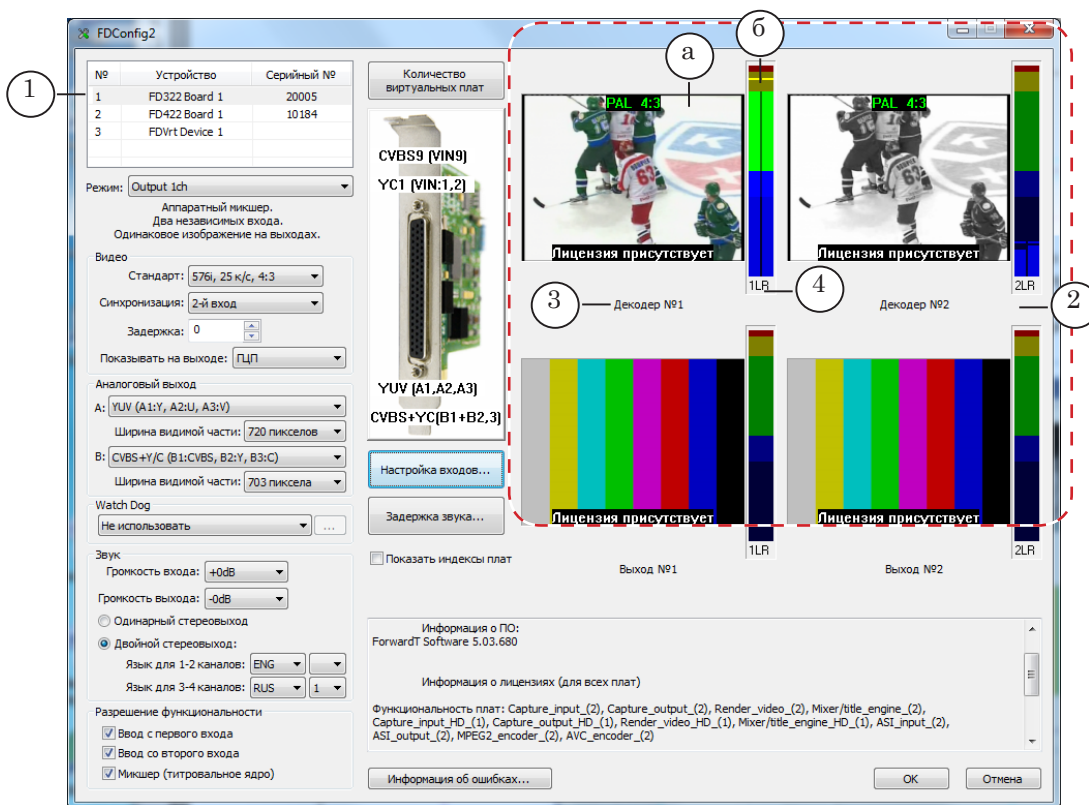 FDConfig2
№ Устройство Серийный №
1 FD322 Board 1 20005
2 FD422 Board 1 10184
3 FDVrt Device 1
Режим: Output 1ch
Аппаратный микшер.
Два независимых входа.
Одинаковое изображение на выходах.
Видео
Стандарт: 576i, 25 к/с, 4:3
Синхронизация: 2-й вход
Задержка: 0
Показывать на выходе: ПЦП
Аналоговый выход
A: YUV (A1:Y, A2:U, A3:V)
Ширина видимой части: 720 пикселов
B: CVBS+Y/C (B1:CVBS, B2:Y, B3:C)
Ширина видимой части: 703 пиксела
Watch Dog
Не использовать ...
Звук
Громкость входа: +0dB
Громкость выхода: -0dB
Одинарный стереовыход
Двойной стереовыход:
Язык для 1-2 каналов: ENG
Язык для 3-4 каналов: RUS 1
Разрешение функциональности
Ввод с первого входа
Ввод со второго входа
Микшер (титровальное ядро)
Количество
виртуальных плат
CVBS9 (VIN9)
YC1 (VIN:1,2)
YUV (A1,A2,A3)
CVBS+YC(B1+B2,3)
Настройка входов...
Задержка звука...
Показать индексы плат
PAL 4:3
Лицензия присутствует
1LR
Декодер №1
PAL 4:3
Лицензия присутствует
2LR
Декодер №2
Лицензия присутствует
1LR
Выход №1
Лицензия присутствует
2LR
Выход №2
Информация о ПО:
ForwardT Software 5.03.680
Информация о лицензиях (для всех плат)
Функциональность плат: Capture_input_(2), Capture_output_(2), Render_video_(2), Mixer/title_engine_(2),
Capture_input_HD_(1), Capture_output_HD_(1), Render_video_HD_(1), Mixer/title_engine_HD_(1), ASI_input_(2),
ASI_output_(2), MPEG2_encoder_(2), AVC_encoder_(2)
Информация об ошибках...
OK
Отмена
1
а
б
3
4
2